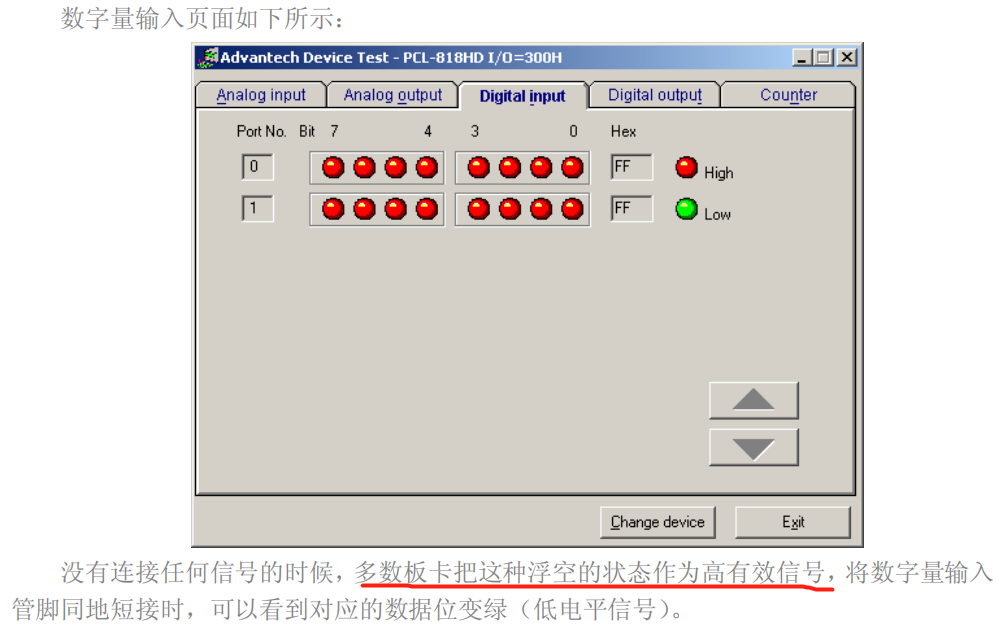 数字量输入页面如下所示：
Advantech Device Test - PCL-818HD I/O=300H
Analog input Analog output Digital input Digital output Counter
Port No. Bit 7 4 3 0 Hex
0 FF High
1 FF Low
Change device Exit
没有连接任何信号的时候，多数板卡把这种浮空的状态作为高有效信号，将数字量输入
管脚同地短接时，可以看到对应的数据位变绿（低电平信号）。